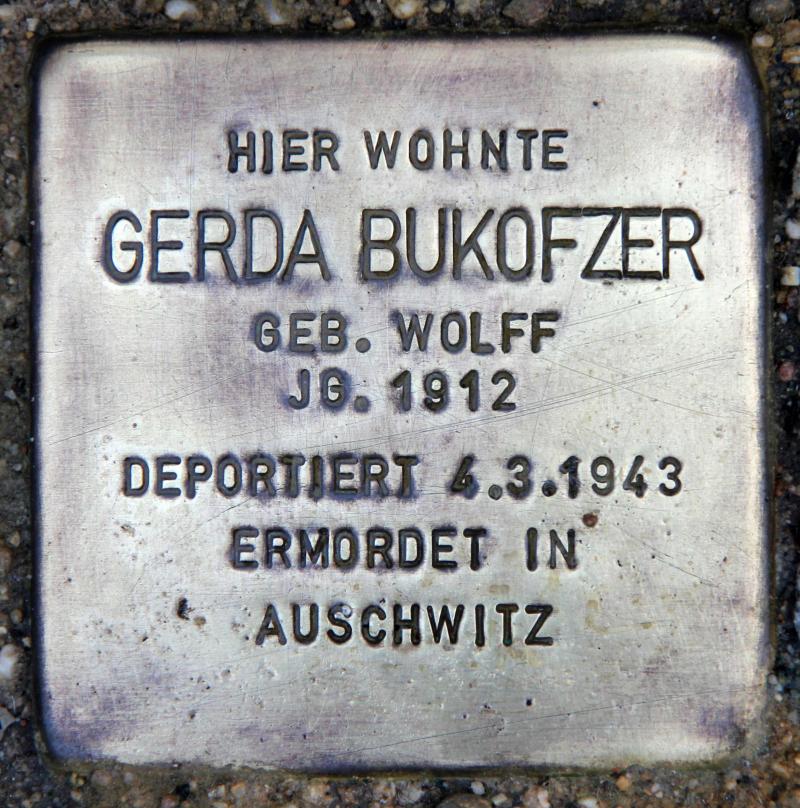 HIER WOHNTE
GERDA BUKOFZER
GEB. WOLFF
JG. 1912
DEPORTIERT 4.3.1943
ERMORDET IN
AUSCHWITZ